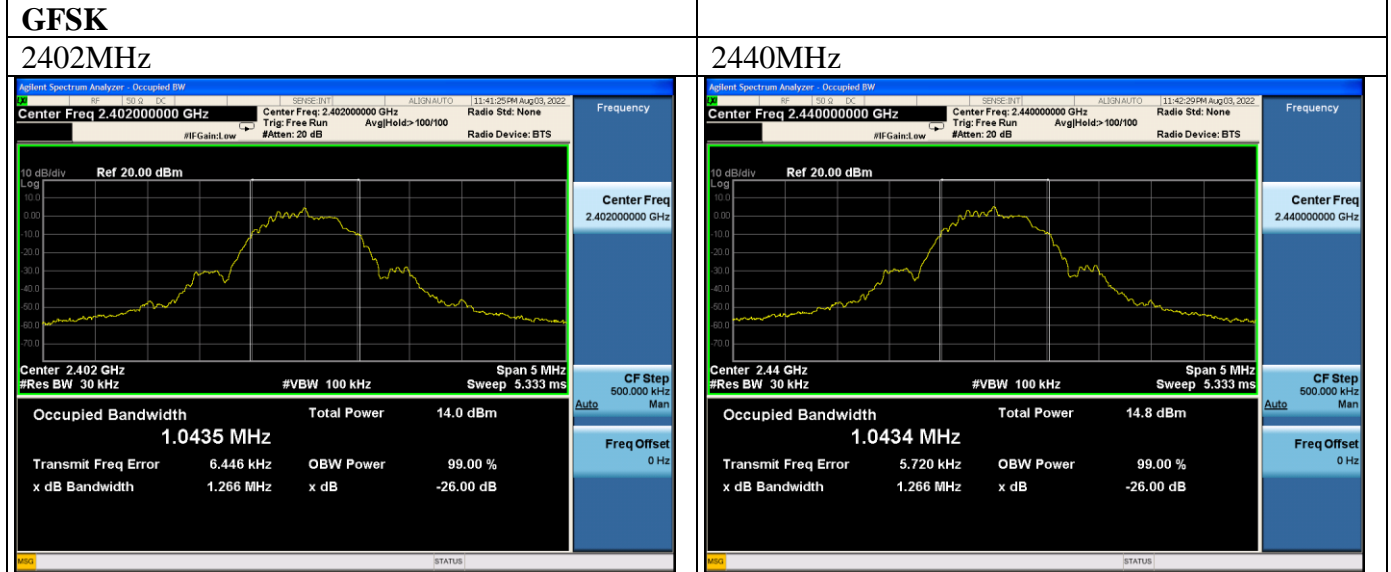 GFSK
2402MHz
2440MHz
Agilent Spectrum Analyzer - Occupied BW
RF 50 Ω DC SENSE:INT ALIGNAUTO 11:41:25 PM Aug 03, 2022
Center Freq 2.402000000 GHz
Center Freq: 2.402000000 GHz
Radio Std: None
Trig: Free Run Avg|Hold:>100/100
#IFGain:Low #Atten: 20 dB
Radio Device: BTS
10 dB/div Ref 20.00 dBm
Log
10.0
0.00
-10.0
-20.0
-30.0
-40.0
-50.0
-60.0
-70.0
Center 2.402 GHz Span 5 MHz
#Res BW 30 kHz #VBW 100 kHz Sweep 5.333 ms
Occupied Bandwidth Total Power 14.0 dBm
1.0435 MHz
Transmit Freq Error 6.446 kHz OBW Power 99.00 %
x dB Bandwidth 1.266 MHz x dB -26.00 dB
MSG STATUS
Frequency
Center Freq
2.402000000 GHz
CF Step
500.000 kHz
Auto Man
Freq Offset
0 Hz
Agilent Spectrum Analyzer - Occupied BW
RF 50 Ω DC SENSE:INT ALIGNAUTO 11:42:29 PM Aug 03, 2022
Center Freq 2.440000000 GHz
Center Freq: 2.440000000 GHz
Radio Std: None
Trig: Free Run Avg|Hold:>100/100
#IFGain:Low #Atten: 20 dB
Radio Device: BTS
10 dB/div Ref 20.00 dBm
Log
10.0
0.00
-10.0
-20.0
-30.0
-40.0
-50.0
-60.0
-70.0
Center 2.44 GHz Span 5 MHz
#Res BW 30 kHz #VBW 100 kHz Sweep 5.333 ms
Occupied Bandwidth Total Power 14.8 dBm
1.0434 MHz
Transmit Freq Error 5.720 kHz OBW Power 99.00 %
x dB Bandwidth 1.266 MHz x dB -26.00 dB
MSG STATUS
Frequency
Center Freq
2.440000000 GHz
CF Step
500.000 kHz
Auto Man
Freq Offset
0 Hz